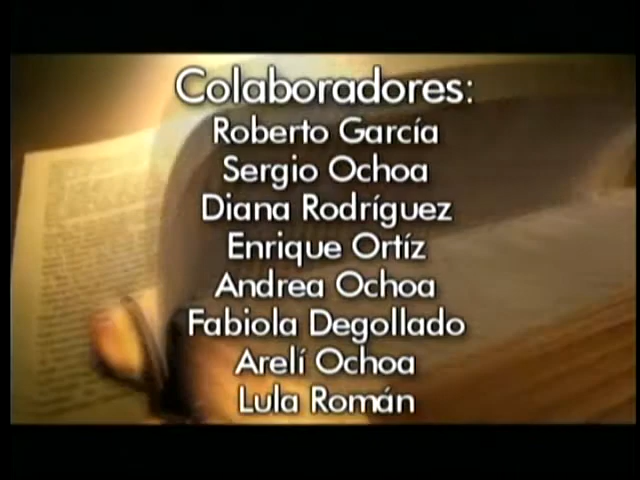 Colaboradores:
Roberto García
Sergio Ochoa
Diana Rodríguez
Enrique Ortíz
Andrea Ochoa
Fabiola Degollado
Arelí Ochoa
Lula Román